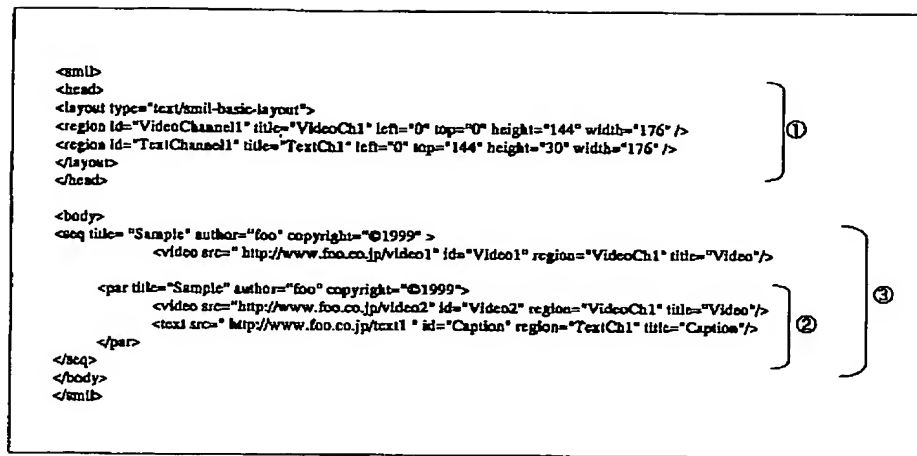 <smil>
<head>
<layout type="text/smil-basic-layout">
<region id="VideoChannel1" title="VideoCh1" left="0" top="0" height="144" width="176" />
<region id="TextChannel1" title="TextCh1" left="0" top="144" height="30" width="176" />
</layout>
</head>
①
<body>
<seq title= "Sample" author="foo" copyright="©1999" >
<video src=" http://www.foo.co.jp/video1" id="Video1" region="VideoCh1" title="Video"/>
<par title="Sample" author="foo" copyright="©1999">
<video src="http://www.foo.co.jp/video2" id="Video2" region="VideoCh1" title="Video"/>
<text src=" http://www.foo.co.jp/text1 " id="Caption" region="TextCh1" title="Caption"/>
</par>
②
</seq>
</body>
③
</smil>